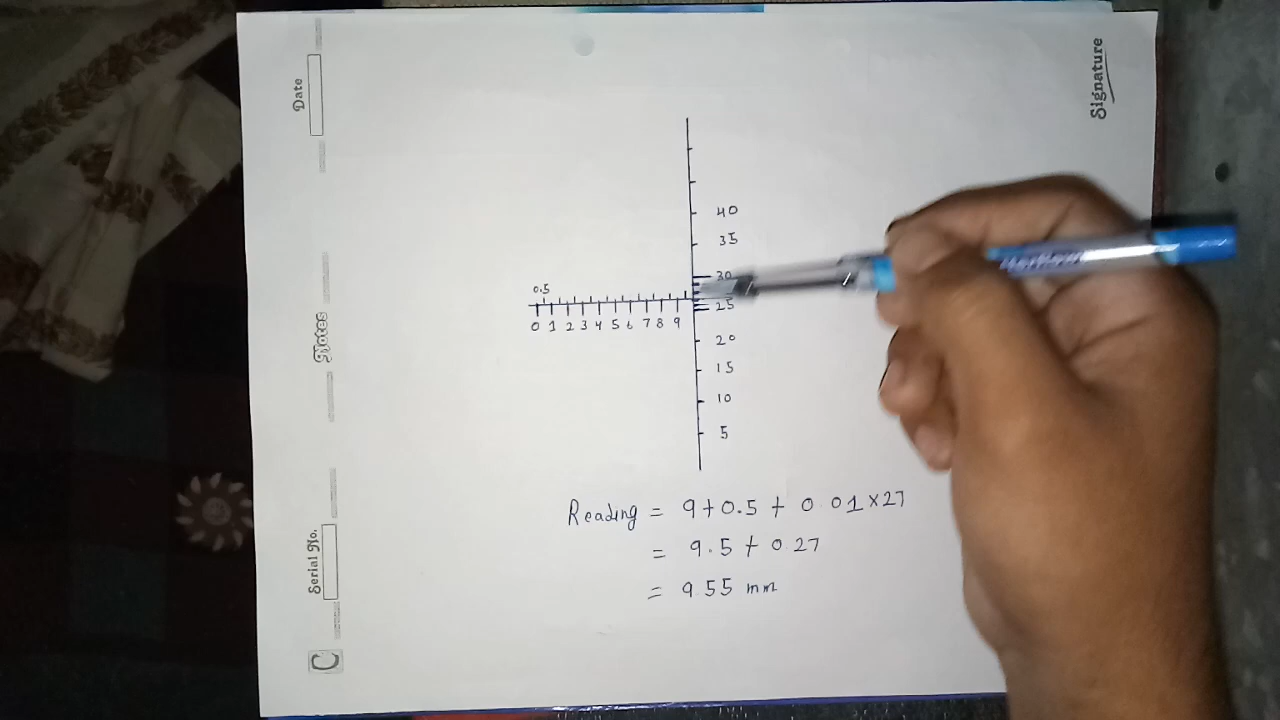 Date
Serial No.
Notes
C
Signature
40
35
30
25
20
15
10
5
0.5
0 1 2 3 4 5 6 7 8 9
Reading = 9+0.5 + 0.01×27
= 9.5 + 0.27
= 9.55 mm